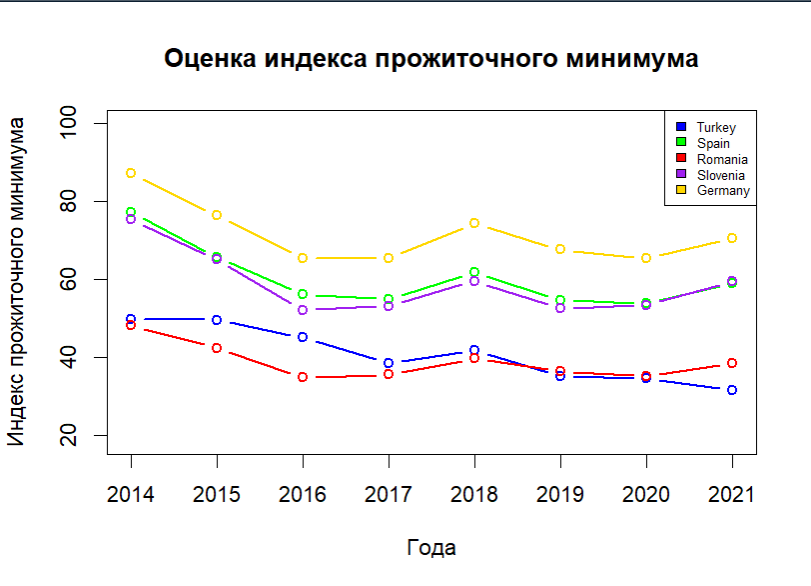 Оценка индекса прожиточного минимума
Индекс прожиточного минимума
100
80
60
40
20
Turkey
Spain
Romania
Slovenia
Germany
2014 2015 2016 2017 2018 2019 2020 2021
Года